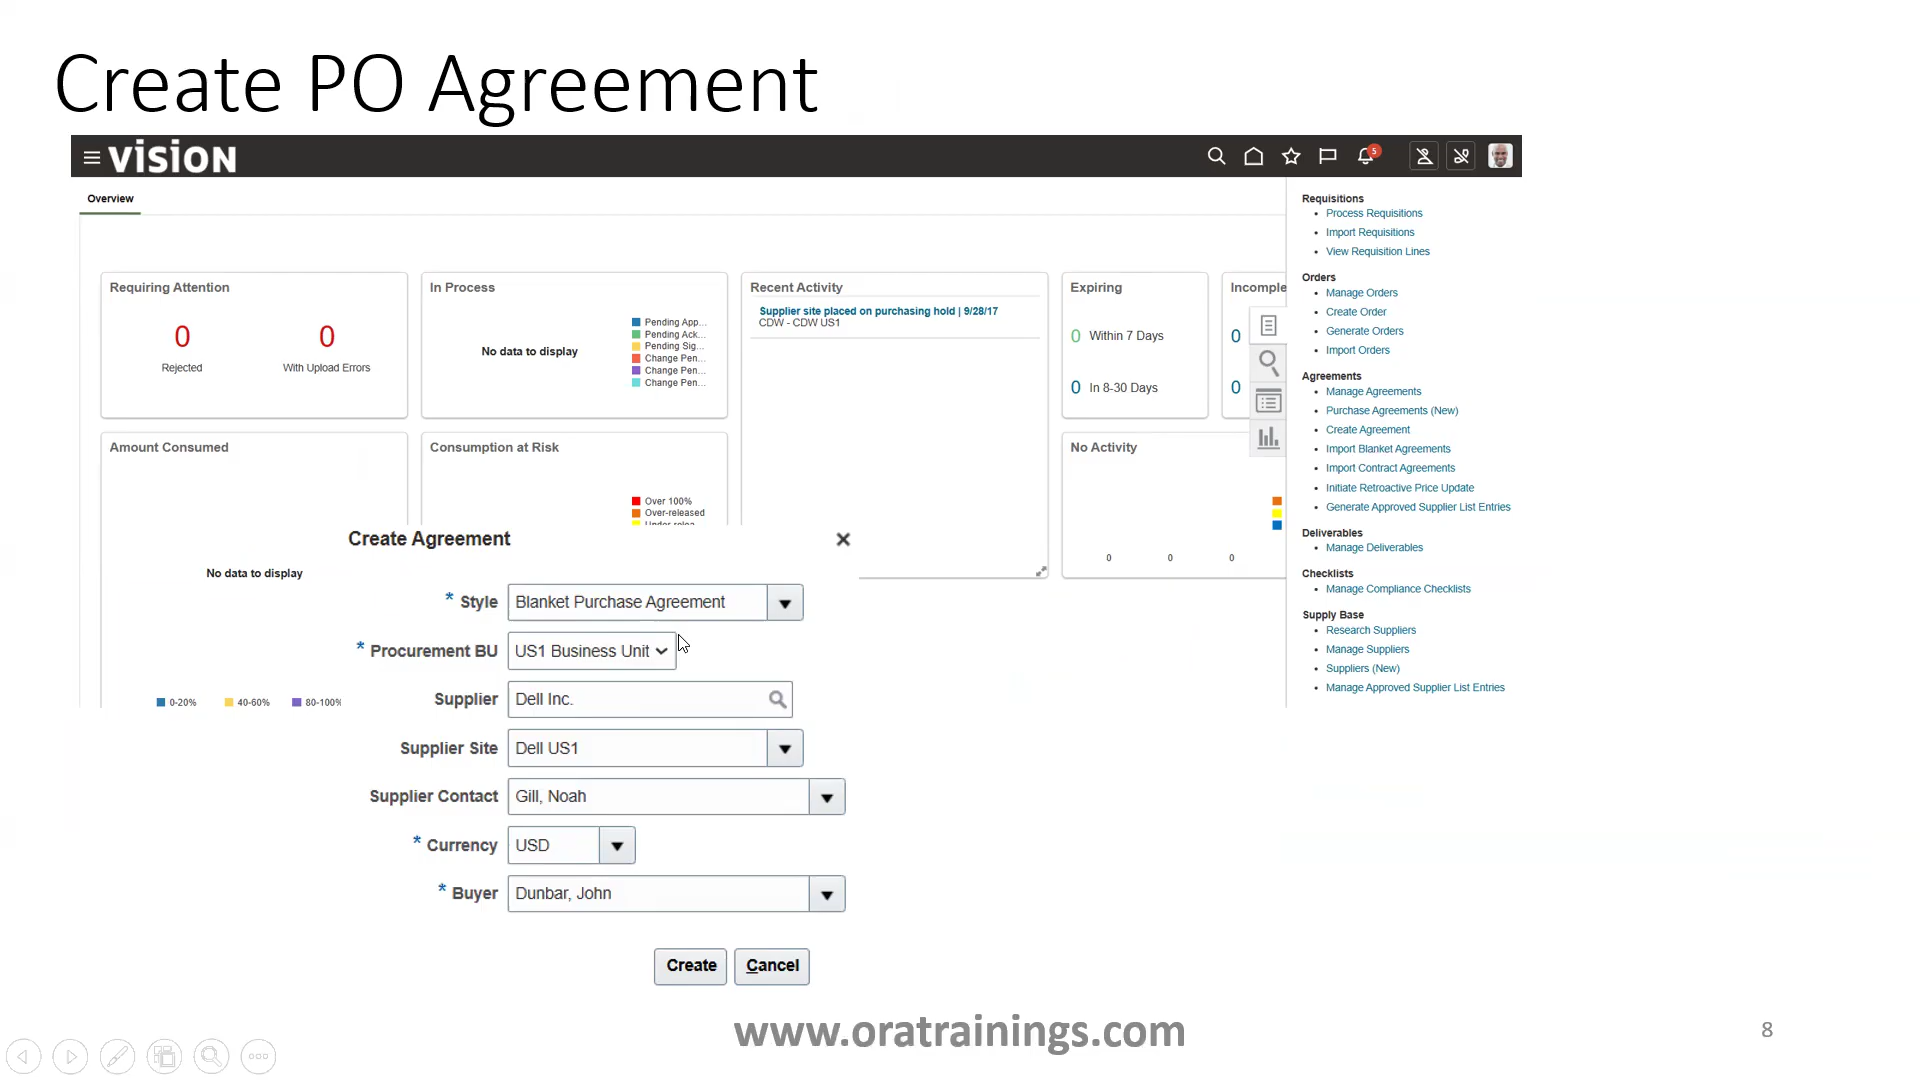 Create PO Agreement
vision
5
Overview
Requiring Attention
0
0
Rejected
With Upload Errors
In Process
No data to display
Pending App...
Pending Ack...
Pending Sig...
Change Pen...
Change Pen...
Change Pen...
Recent Activity
Supplier site placed on purchasing hold | 9/28/17
CDW - CDW US1
Expiring
0 Within 7 Days
0 In 8-30 Days
Incomple
0
0
Amount Consumed
No data to display
0-20% 40-60% 80-100%
Consumption at Risk
Over 100%
Over-released
No Activity
0 0 0
Requisitions
Process Requisitions
Import Requisitions
View Requisition Lines
Orders
Manage Orders
Create Order
Generate Orders
Import Orders
Agreements
Manage Agreements
Purchase Agreements (New)
Create Agreement
Import Blanket Agreements
Import Contract Agreements
Initiate Retroactive Price Update
Generate Approved Supplier List Entries
Deliverables
Manage Deliverables
Checklists
Manage Compliance Checklists
Supply Base
Research Suppliers
Manage Suppliers
Suppliers (New)
Manage Approved Supplier List Entries
Create Agreement
* Style Blanket Purchase Agreement
* Procurement BU US1 Business Unit
Supplier Dell Inc.
Supplier Site Dell US1
Supplier Contact Gill, Noah
* Currency USD
* Buyer Dunbar, John
Create Cancel
www.oratrainings.com
8